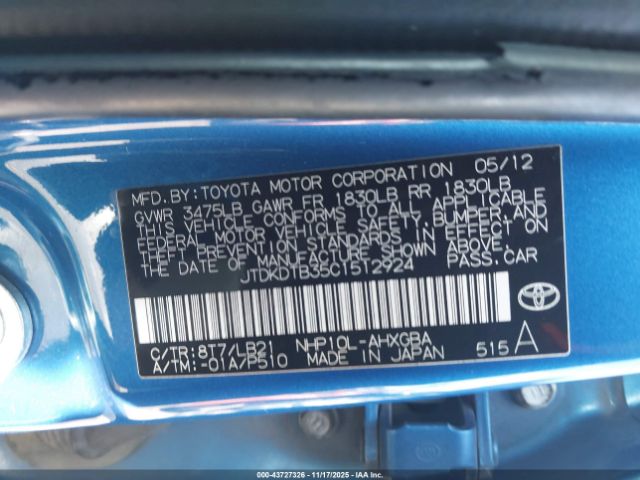 MFD.BY:TOYOTA MOTOR CORPORATION 05/12
GVWR 3475LB GAWR FR 1830LB RR 1830LB
THIS VEHICLE CONFORMS TO ALL APPLICABLE
FEDERAL MOTOR VEHICLE SAFETY, BUMPER, AND
THEFT PREVENTION STANDARDS IN EFFECT ON
THE DATE OF MANUFACTURE SHOWN ABOVE.
JTDKDTB35C1512924 PASS.CAR
C/TR:8T7/LB21 NHP10L-AHXGBA
A/TM:-01A/P510 MADE IN JAPAN 515 A
000-43727326 - 11/17/2025 - IAAI.COM